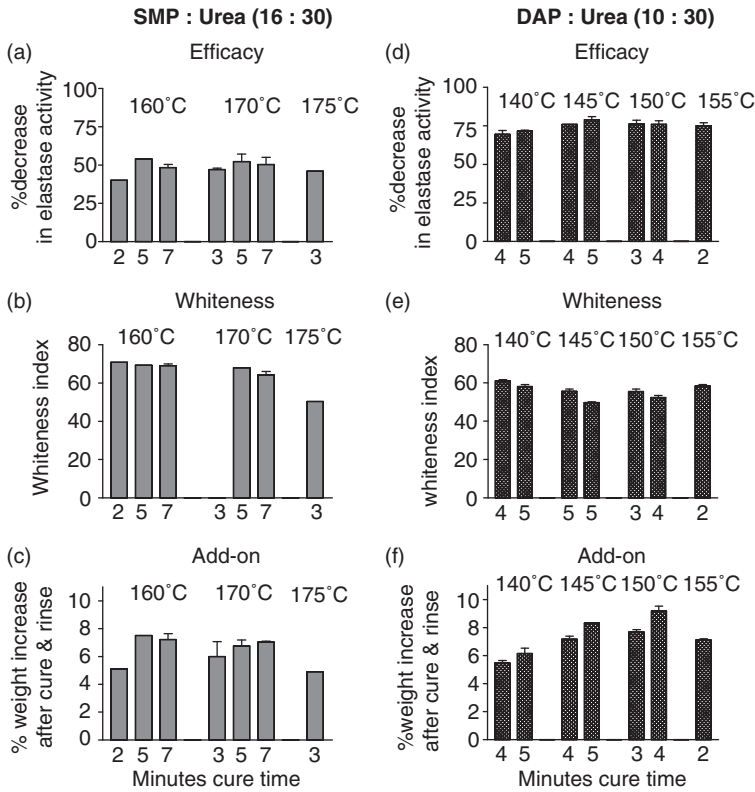 SMP : Urea (16 : 30)
(a)
Efficacy
%decrease
in elastase activity
100
75
50
25
0
160˚C
170˚C
175˚C
2 5 7 3 5 7 3
(b)
Whiteness
Whiteness index
80
60
40
20
0
160˚C
170˚C
175˚C
2 5 7 3 5 7 3
(c)
Add-on
% weight increase
after cure & rinse
10
8
6
4
2
0
160˚C
170˚C
175˚C
2 5 7 3 5 7 3
Minutes cure time
DAP : Urea (10 : 30)
(d)
Efficacy
%decrease
in elastase activity
100
75
50
25
0
140˚C
145˚C
150˚C
155˚C
4 5 4 5 3 4 2
(e)
Whiteness
whiteness index
80
60
40
20
0
140˚C
145˚C
150˚C
155˚C
4 5 5 5 3 4 2
(f)
Add-on
%weight increase
after cure & rinse
10
8
6
4
2
0
140˚C
145˚C
150˚C
155˚C
4 5 4 5 3 4 2
Minutes cure time